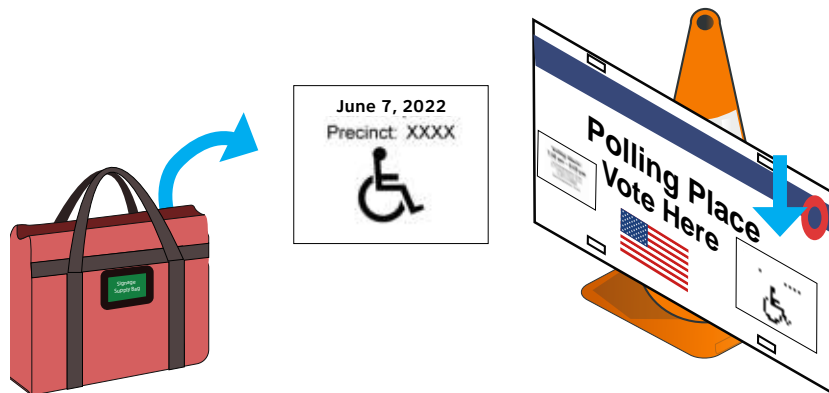 June 7, 2022
Precinct: XXXX
Signage
Supply Bag
Polling Place
Vote Here